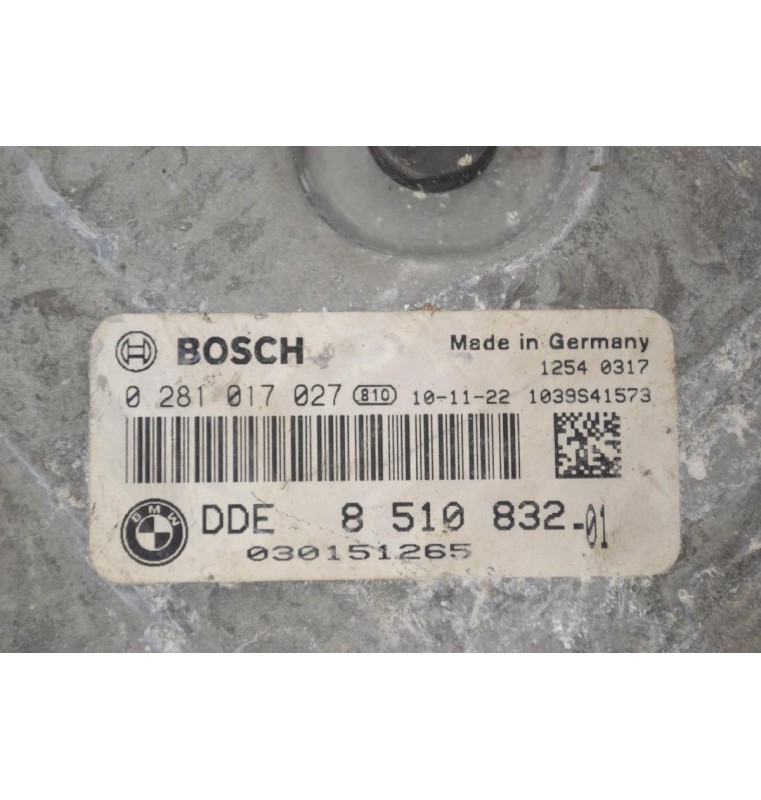 BOSCH Made in Germany
1254 0317
0 281 017 027 810 10-11-22 1039S41573
BMW DDE 8 510 832-01
030151265